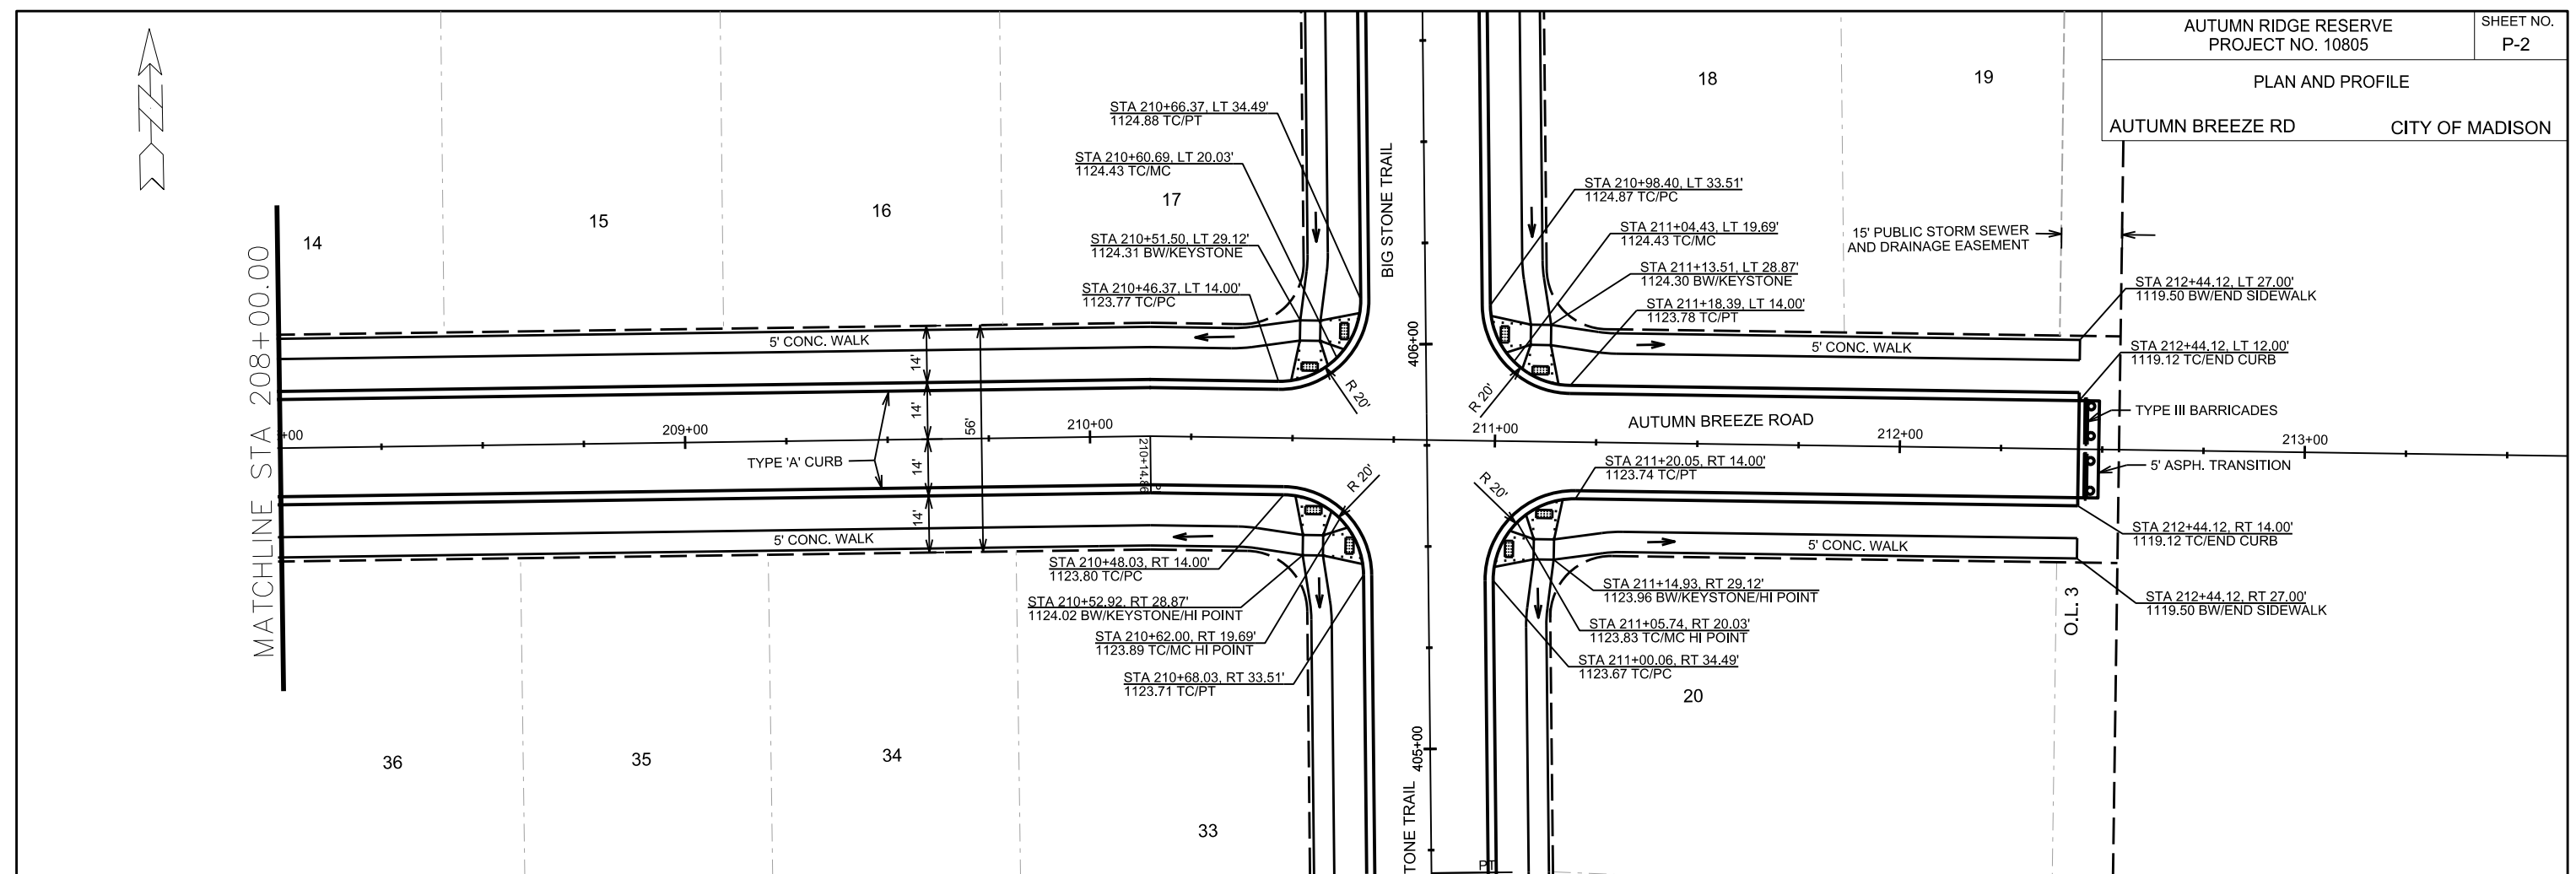 AUTUMN RIDGE RESERVE
PROJECT NO. 10805
SHEET NO.
P-2
PLAN AND PROFILE
AUTUMN BREEZE RD
CITY OF MADISON
N
MATCHLINE STA 208+00.00
14
15
16
17
18
19
STA 210+66.37, LT 34.49'
1124.88 TC/PT
STA 210+60.69, LT 20.03'
1124.43 TC/MC
STA 210+51.50, LT 29.12'
1124.31 BW/KEYSTONE
STA 210+46.37, LT 14.00'
1123.77 TC/PC
BIG STONE TRAIL
STA 210+98.40, LT 33.51'
1124.87 TC/PC
STA 211+04.43, LT 19.69'
1124.43 TC/MC
STA 211+13.51, LT 28.87'
1124.30 BW/KEYSTONE
STA 211+18.39, LT 14.00'
1123.78 TC/PT
15' PUBLIC STORM SEWER
AND DRAINAGE EASEMENT
STA 212+44.12, LT 27.00'
1119.50 BW/END SIDEWALK
STA 212+44.12, LT 12.00'
1119.12 TC/END CURB
TYPE III BARRICADES
5' ASPH. TRANSITION
5' CONC. WALK
5' CONC. WALK
14'
14'
14'
14'
56'
R 20'
R 20'
406+00
AUTUMN BREEZE ROAD
+00
209+00
210+00
211+00
212+00
213+00
TYPE 'A' CURB
210+14.86
R 20'
R 20'
STA 211+20.05, RT 14.00'
1123.74 TC/PT
5' CONC. WALK
5' CONC. WALK
STA 210+48.03, RT 14.00'
1123.80 TC/PC
STA 210+52.92, RT 28.87'
1124.02 BW/KEYSTONE/HI POINT
STA 210+62.00, RT 19.69'
1123.89 TC/MC HI POINT
STA 210+68.03, RT 33.51'
1123.71 TC/PT
STA 211+14.93, RT 29.12'
1123.96 BW/KEYSTONE/HI POINT
STA 211+05.74, RT 20.03'
1123.83 TC/MC HI POINT
STA 211+00.06, RT 34.49'
1123.67 TC/PC
STA 212+44.12, RT 14.00'
1119.12 TC/END CURB
STA 212+44.12, RT 27.00'
1119.50 BW/END SIDEWALK
O.L. 3
20
36
35
34
33
405+00
TONE TRAIL
PT